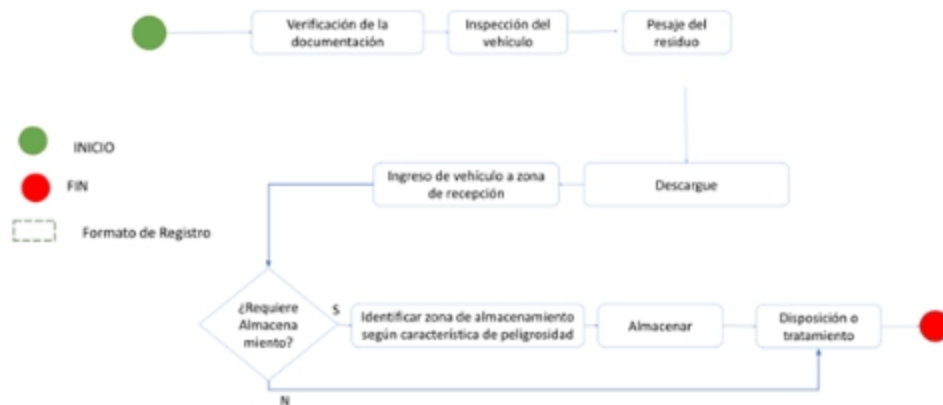 Verificación de la
documentación
Inspección del
vehículo
Pesaje del
residuo
INICIO
FIN
Formato de Registro
Ingreso de vehículo a zona
de recepción
Descargue
¿Requiere
Almacena
miento?
S
Identificar zona de almacenamiento
según característica de peligrosidad
Almacenar
Disposición o
tratamiento
N